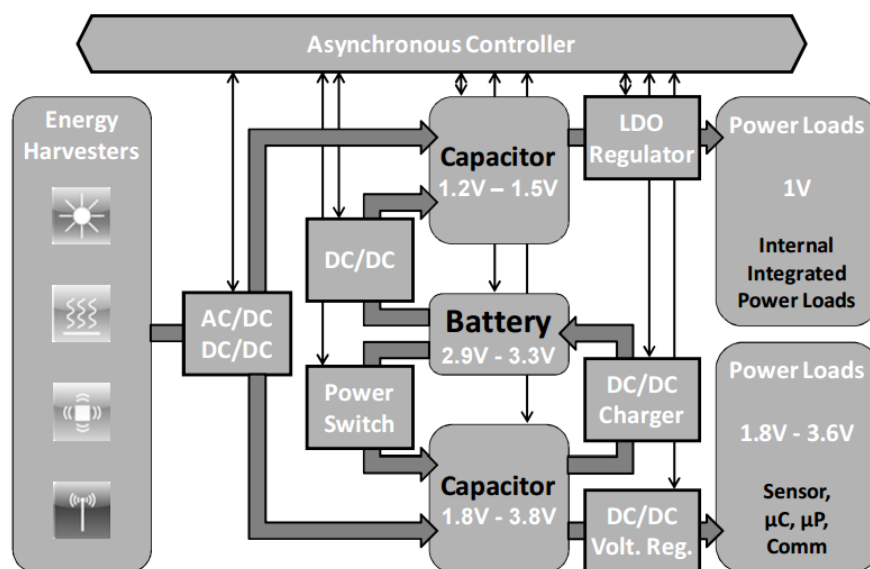 Asynchronous Controller
Energy
Harvesters
AC/DC
DC/DC
DC/DC
Power
Switch
Capacitor
1.2V – 1.5V
Battery
2.9V - 3.3V
Capacitor
1.8V - 3.8V
LDO
Regulator
DC/DC
Charger
DC/DC
Volt. Reg.
Power Loads
1V
Internal
Integrated
Power Loads
Power Loads
1.8V - 3.6V
Sensor,
µC, µP,
Comm